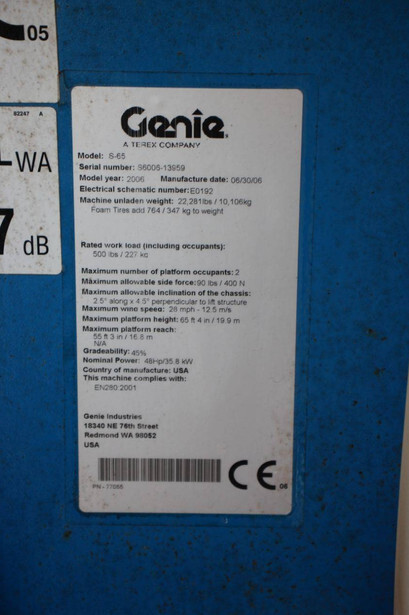 05
82247 A
LWA
7 dB
Genie
A TEREX COMPANY
Model: S-65
Serial number: S6006-13959
Model year: 2006 Manufacture date: 06/30/06
Electrical schematic number: E0192
Machine unladen weight: 22,281lbs / 10,106kg
Foam Tires add 764 / 347 kg to weight
Rated work load (including occupants):
500 lbs / 227 kg
Maximum number of platform occupants: 2
Maximum allowable side force: 90 lbs / 400 N
Maximum allowable inclination of the chassis:
2.5° along x 4.5° perpendicular to lift structure
Maximum wind speed: 28 mph - 12.5 m/s
Maximum platform height: 65 ft 4 in / 19.9 m
Maximum platform reach:
55 ft 3 in / 16.8 m
N/A
Gradeability: 45%
Nominal Power: 48Hp/35.8 kW
Country of manufacture: USA
This machine complies with:
EN280:2001
Genie Industries
18340 NE 76th Street
Redmond WA 98052
USA
PN - 77055
CE 06